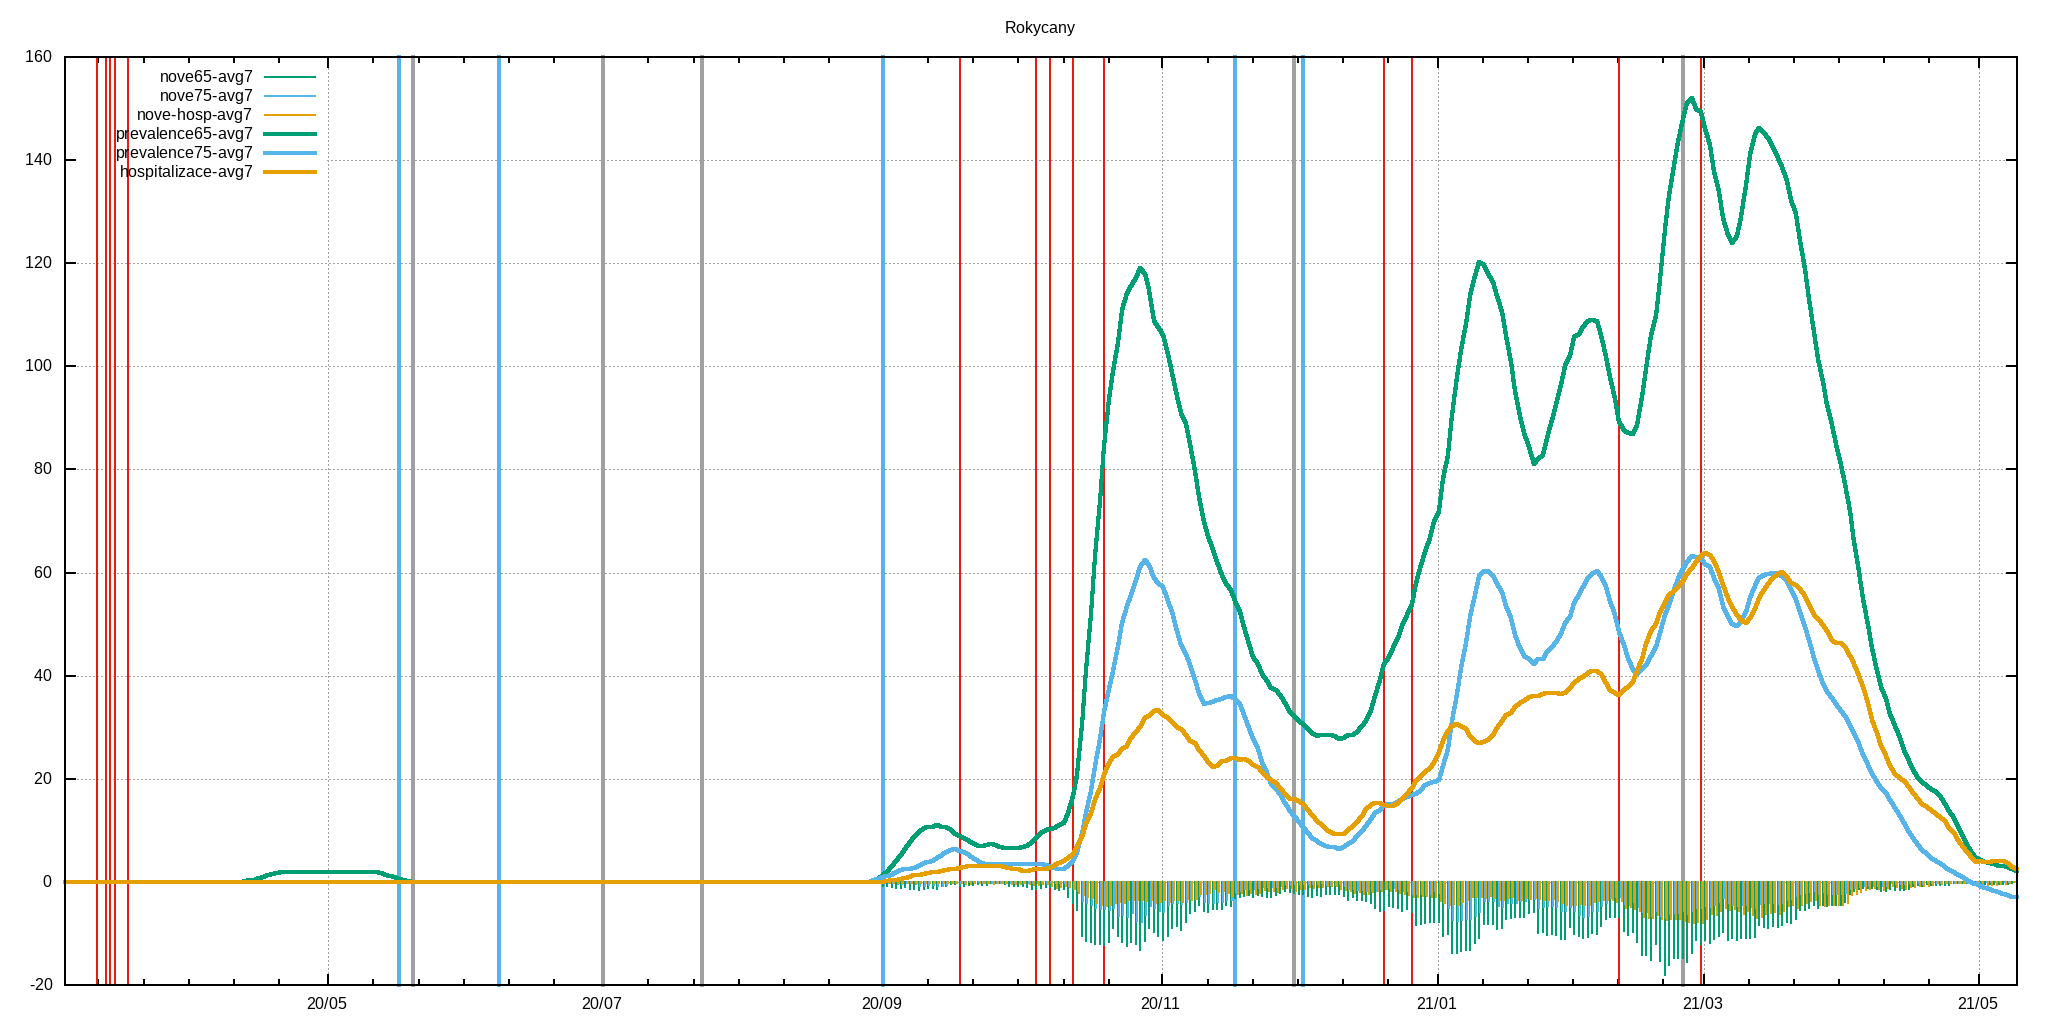 Rokycany
160
140
120
100
80
60
40
20
0
-20
nove65-avg7
nove75-avg7
nove-hosp-avg7
prevalence65-avg7
prevalence75-avg7
hospitalizace-avg7
20/05 20/07 20/09 20/11 21/01 21/03 21/05